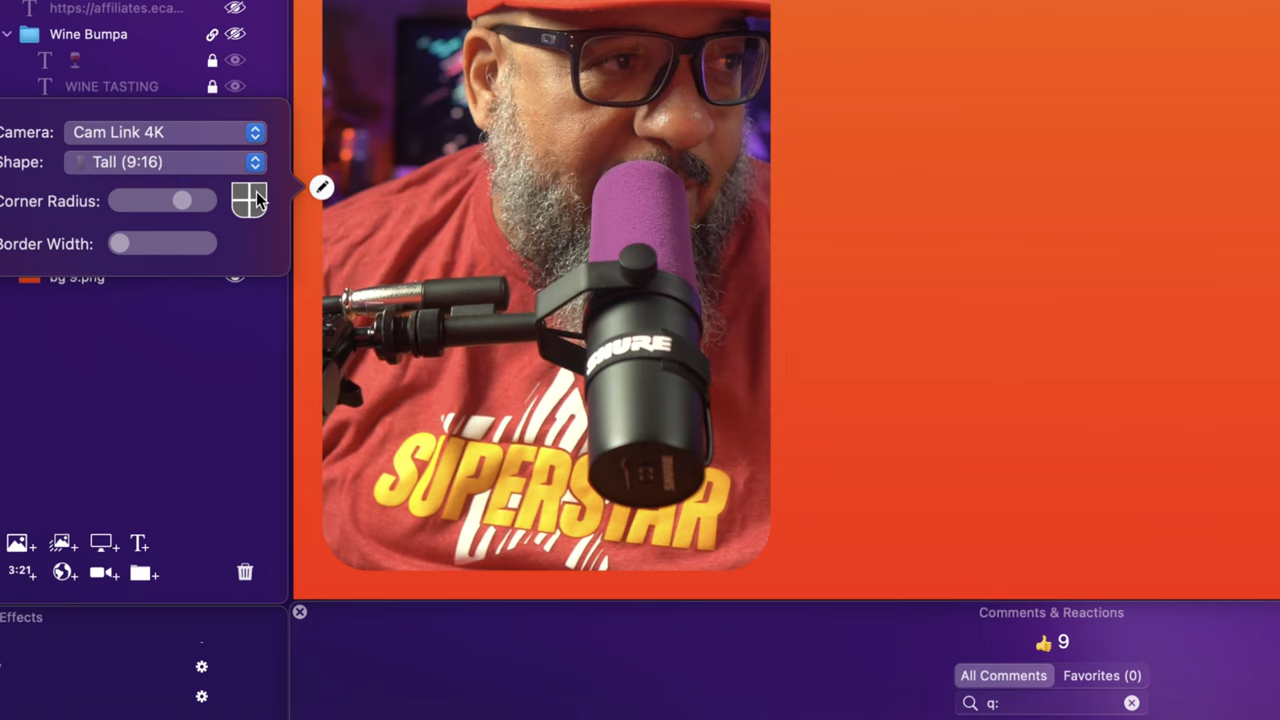 https://affiliates.eca...
Wine Bumpa
WINE TASTING
Camera: Cam Link 4K
Shape: Tall (9:16)
Corner Radius:
Border Width:
bg 9.png
SHURE
SUPERSTAR
3:21
Effects
Comments & Reactions
👍 9
All Comments
Favorites (0)
q: